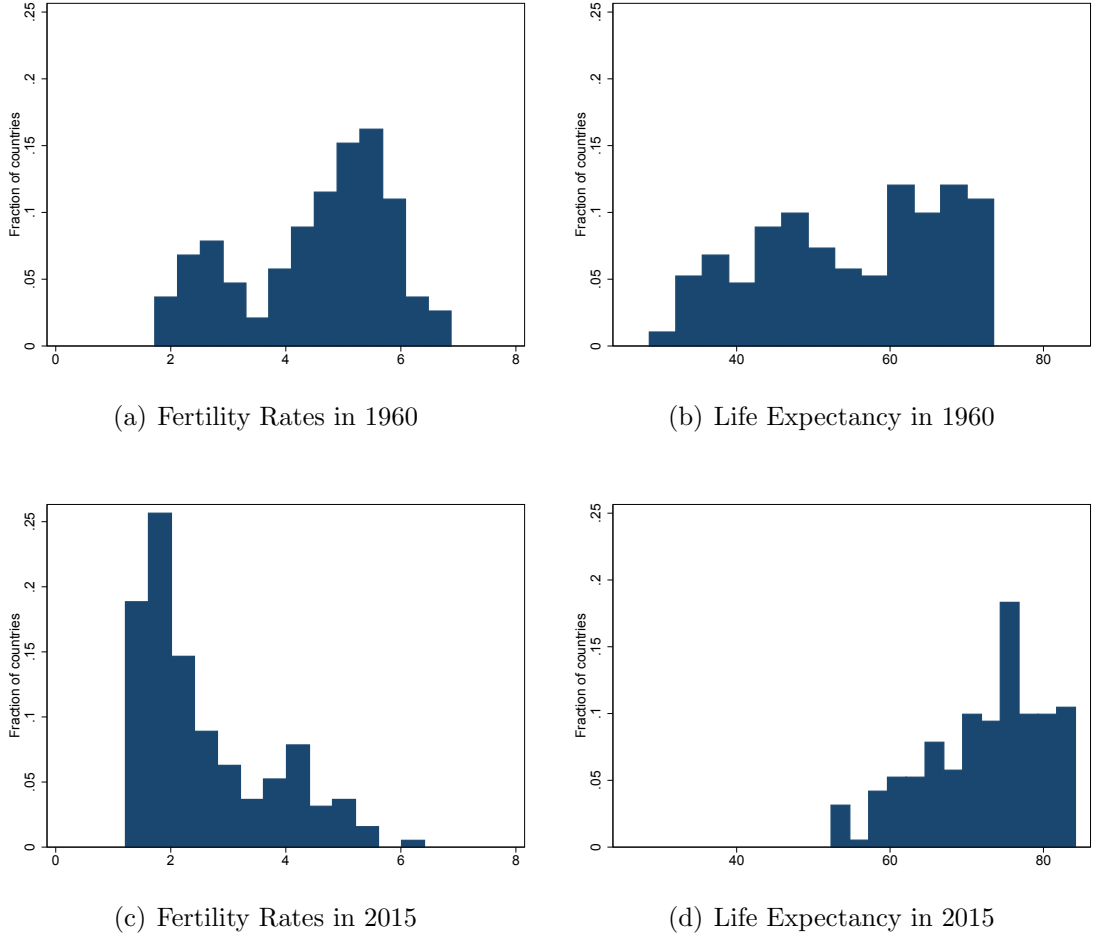 Fraction of countries
0 .05 .1 .15 .2 .25
0 2 4 6 8
(a) Fertility Rates in 1960
Fraction of countries
0 .05 .1 .15 .2 .25
40 60 80
(b) Life Expectancy in 1960
Fraction of countries
0 .05 .1 .15 .2 .25
0 2 4 6 8
(c) Fertility Rates in 2015
Fraction of countries
0 .05 .1 .15 .2 .25
40 60 80
(d) Life Expectancy in 2015